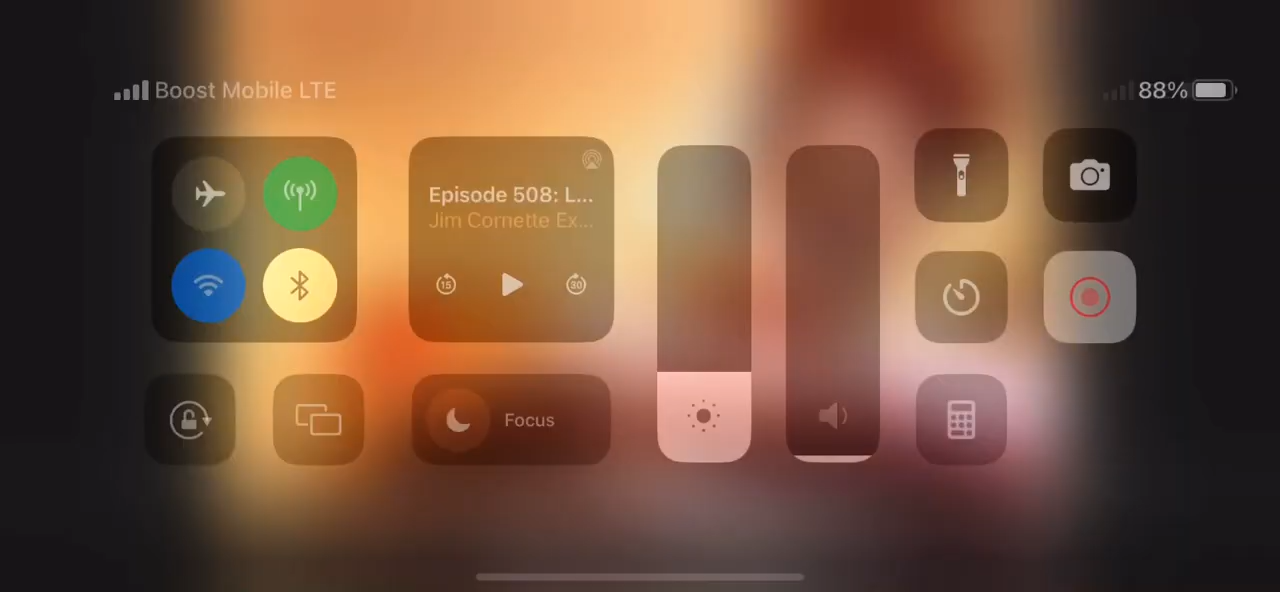 Boost Mobile LTE
88%
Episode 508: L...
Jim Cornette Ex...
15
30
Focus